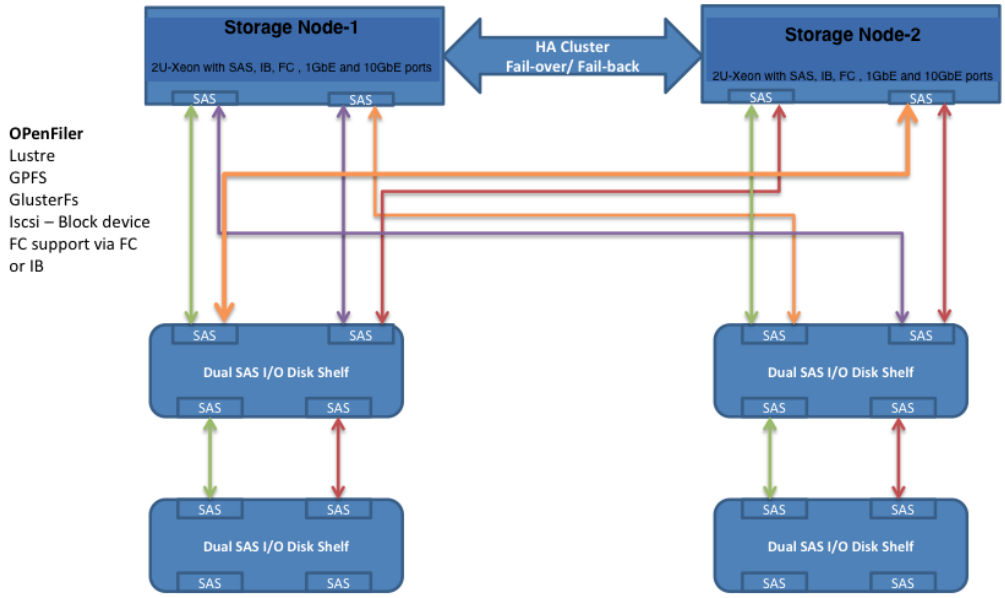 Storage Node-1
2U-Xeon with SAS, IB, FC , 1GbE and 10GbE ports
SAS SAS
HA Cluster
Fail-over/ Fail-back
Storage Node-2
2U-Xeon with SAS, IB, FC , 1GbE and 10GbE ports
SAS SAS
OPenFiler
Lustre
GPFS
GlusterFs
Iscsi – Block device
FC support via FC
or IB
SAS SAS
Dual SAS I/O Disk Shelf
SAS SAS
SAS SAS
Dual SAS I/O Disk Shelf
SAS SAS
SAS SAS
Dual SAS I/O Disk Shelf
SAS SAS
SAS SAS
Dual SAS I/O Disk Shelf
SAS SAS